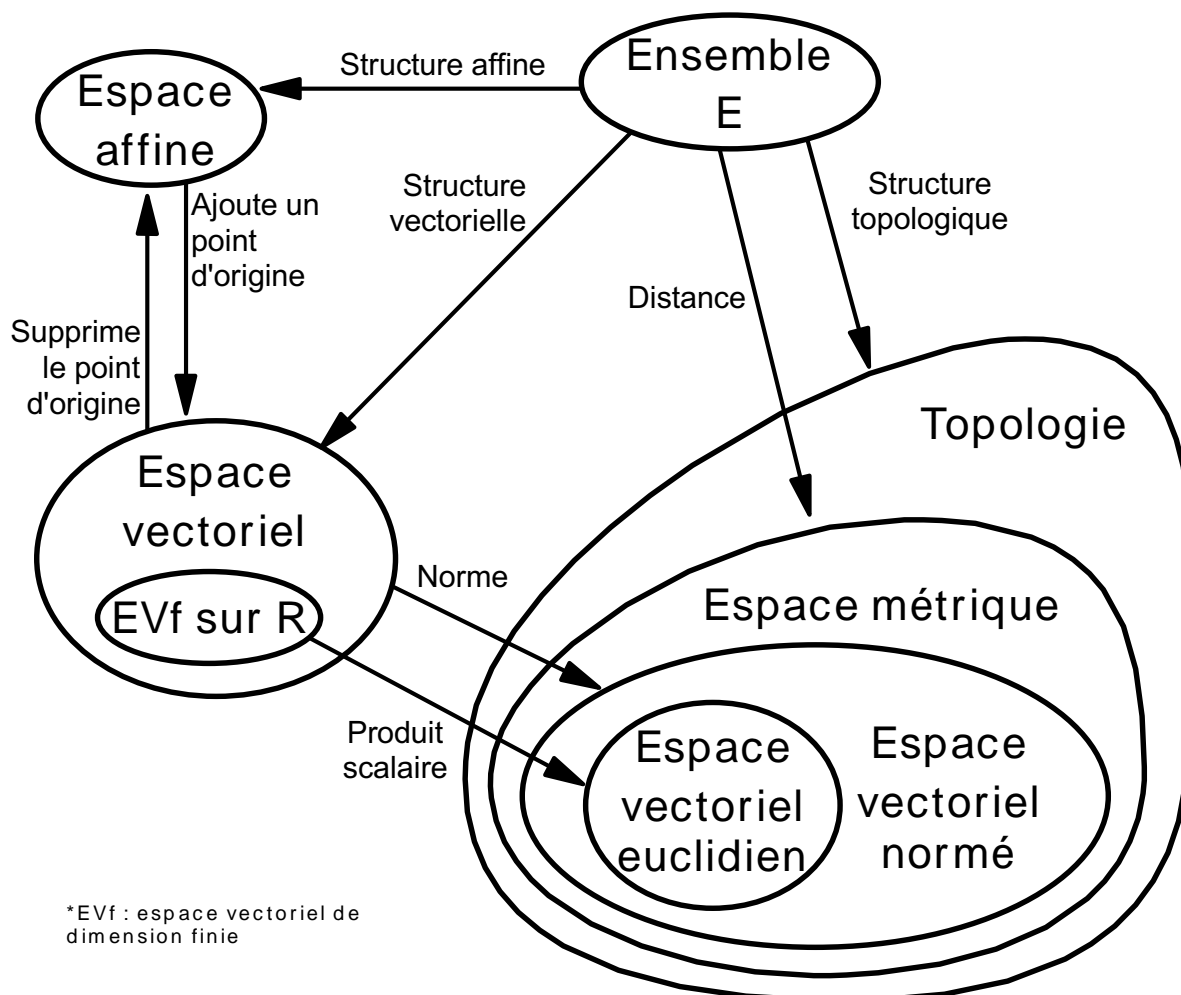 Ensemble
E
Structure affine
Espace
affine
Structure
vectorielle
Structure
topologique
Ajoute un
point
d'origine
Distance
Supprime
le point
d'origine
Topologie
Espace
vectoriel
EVf sur R
Norme
Espace métrique
Produit
scalaire
Espace
vectoriel
euclidien
Espace
vectoriel
normé
*EVf : espace vectoriel de
dimension finie